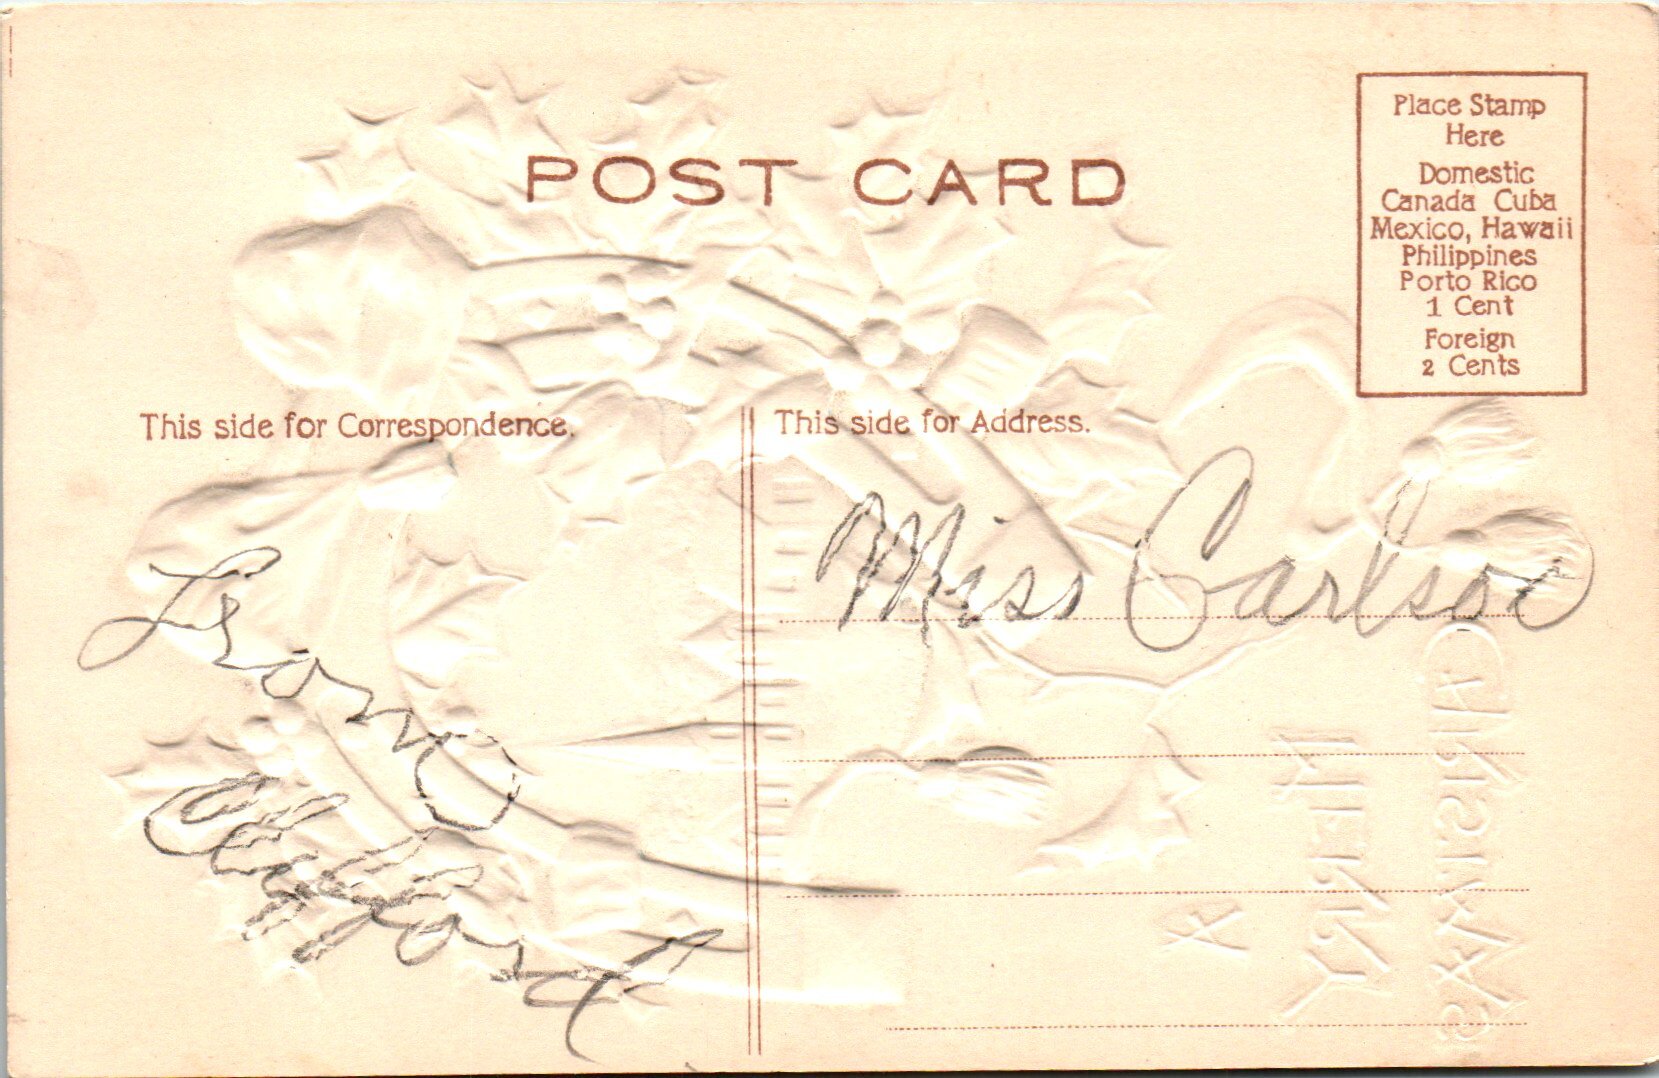 POST CARD
Place Stamp
Here
Domestic
Canada Cuba
Mexico, Hawaii
Philippines
Porto Rico
1 Cent
Foreign
2 Cents
This side for Correspondence.
From
Clifford
This side for Address.
Miss Carlson
A
MERRY
CHRISTMAS